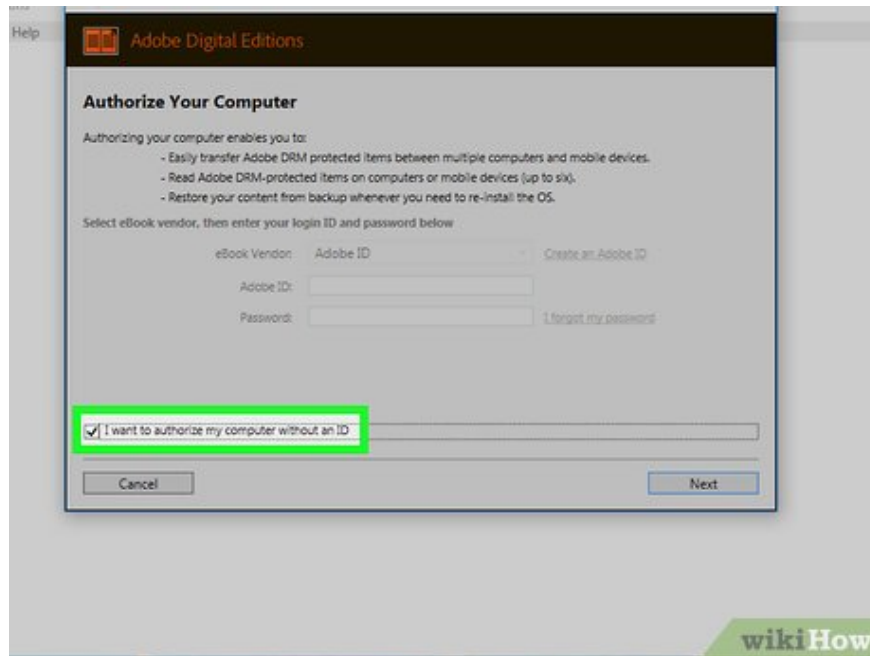 Help
Adobe Digital Editions
Authorize Your Computer
Authorizing your computer enables you to:
- Easily transfer Adobe DRM protected items between multiple computers and mobile devices.
- Read Adobe DRM-protected items on computers or mobile devices (up to six).
- Restore your content from backup whenever you need to re-install the OS.
Select eBook vendor, then enter your login ID and password below
eBook Vendor: Adobe ID Create an Adobe ID
Adobe ID:
Password: I forgot my password
I want to authorize my computer without an ID
Cancel Next
wikiHow